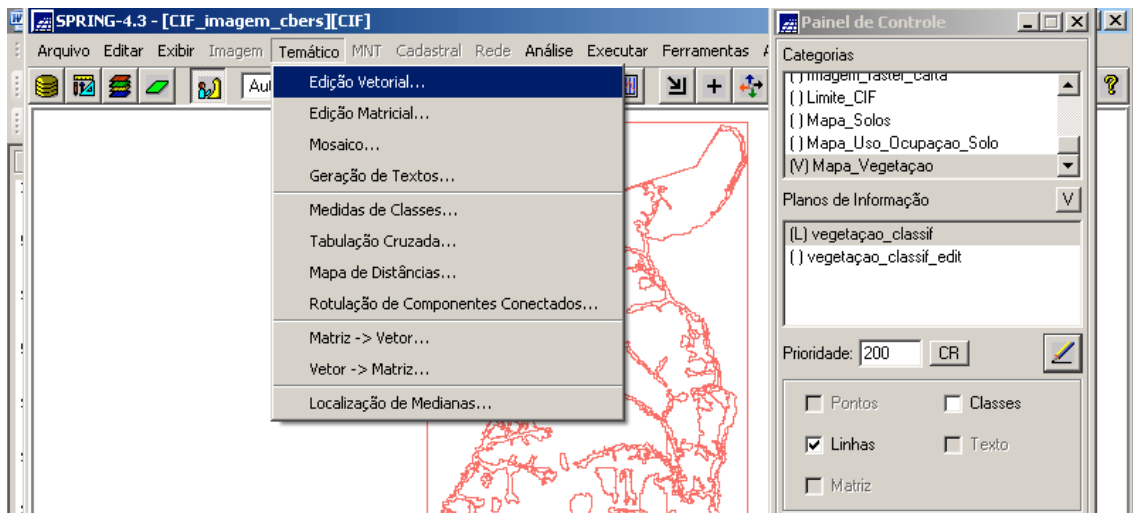 SPRING-4.3 - [CIF_imagem_cbers][CIF]
Arquivo Editar Exibir Imagem Temático MNT Cadastral Rede Análise Executar Ferramentas
Edição Vetorial...
Edição Matricial...
Mosaico...
Geração de Textos...
Medidas de Classes...
Tabulação Cruzada...
Mapa de Distâncias...
Rotulação de Componentes Conectados...
Matriz -> Vetor...
Vetor -> Matriz...
Localização de Medianas...
Painel de Controle
Categorias
( ) Imagem_raster_carta
( ) Limite_CIF
( ) Mapa_Solos
( ) Mapa_Uso_Ocupaçao_Solo
(V) Mapa_Vegetaçao
Planos de Informação V
(L) vegetaçao_classif
( ) vegetaçao_classif_edit
Prioridade: 200 CR
Pontos Classes
Linhas Texto
Matriz